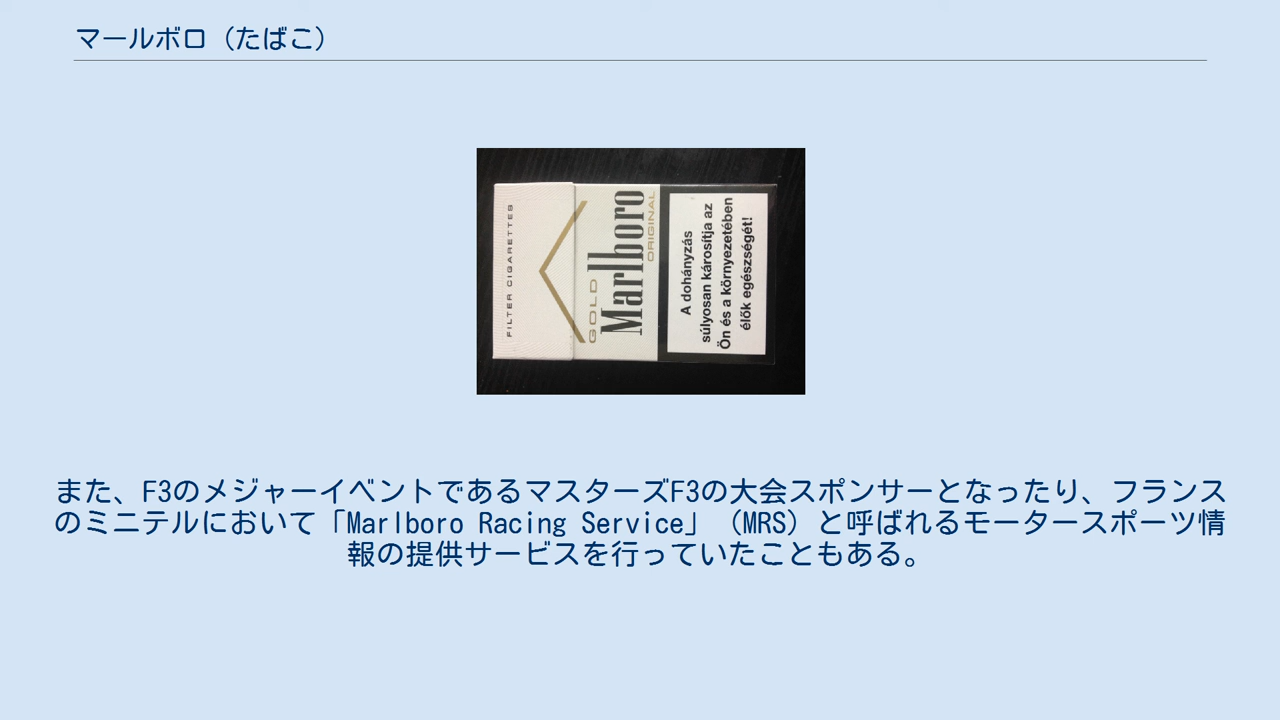 マールボロ（たばこ）
FILTER CIGARETTES
GOLD
Marlboro
ORIGINAL
A dohányzás
súlyosan károsítja az
Ön és a környezetében
élők egészségét!
また、F3のメジャーイベントであるマスターズF3の大会スポンサーとなったり、フランス
のミニテルにおいて「Marlboro Racing Service」（MRS）と呼ばれるモータースポーツ情
報の提供サービスを行っていたこともある。